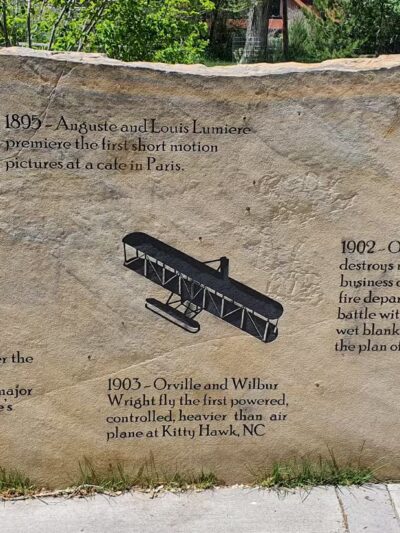 1895 - Auguste and Louis Lumiere
premiere the first short motion
pictures at a cafe in Paris.
1902 - O
destroys
business
fire depar
battle wit
wet blank
the plan of
er the
major
e's
1903 - Orville and Wilbur
Wright fly the first powered,
controlled, heavier than air
plane at Kitty Hawk, NC